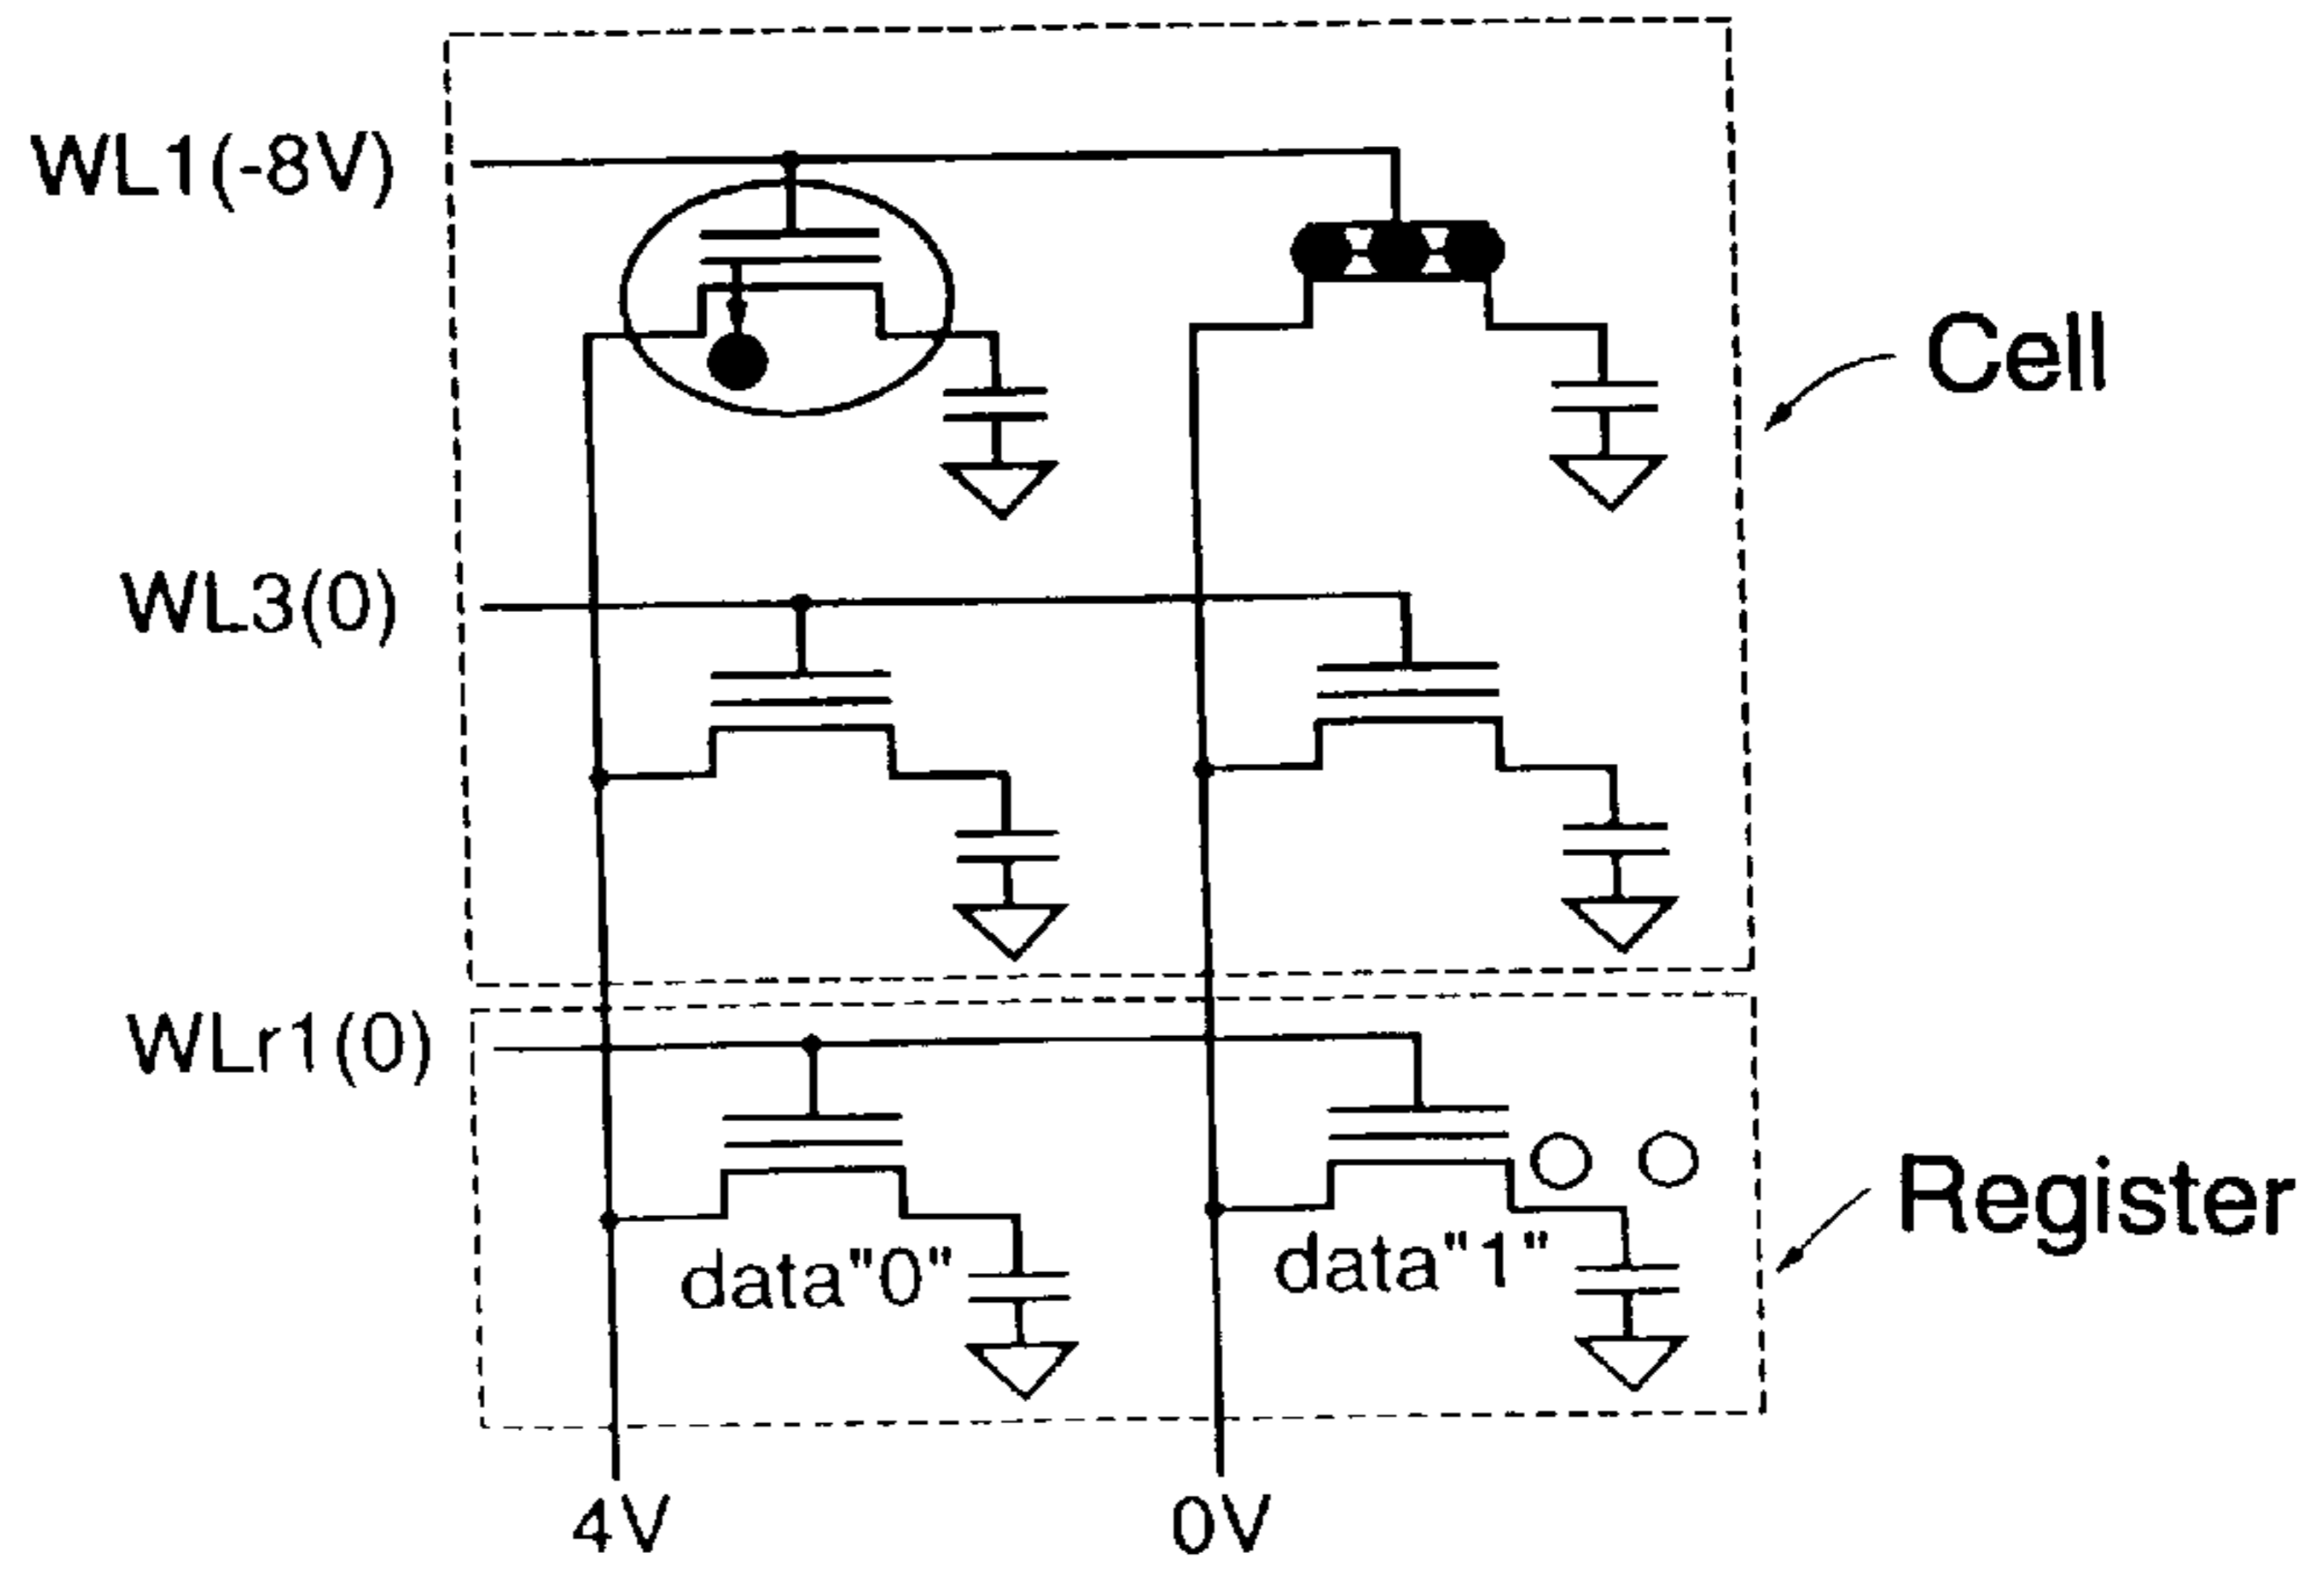 WL1(-8V)
Cell
WL3(0)
WLr1(0)
Register
data"0"
data"1"
4V
0V